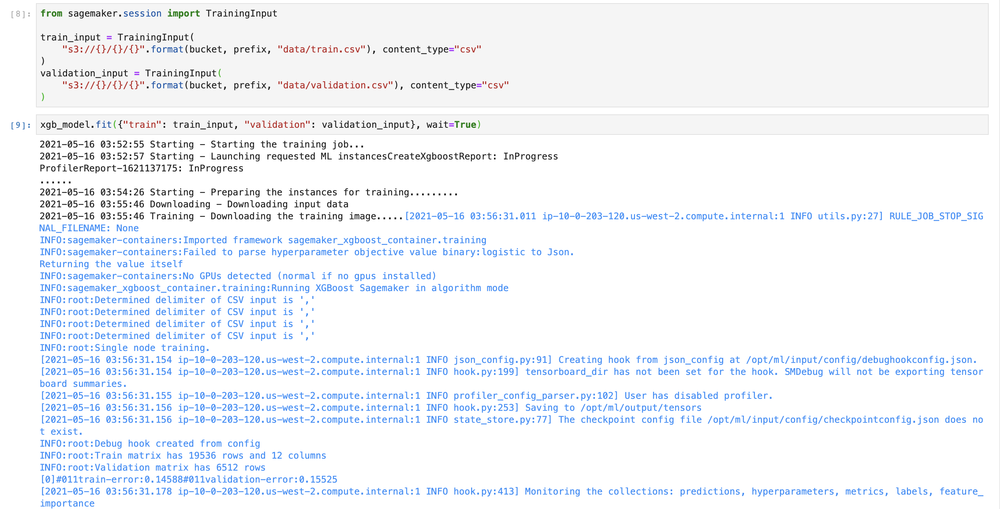 [8]: from sagemaker.session import TrainingInput
train_input = TrainingInput(
"s3://{}/{}/{}".format(bucket, prefix, "data/train.csv"), content_type="csv"
)
validation_input = TrainingInput(
"s3://{}/{}/{}".format(bucket, prefix, "data/validation.csv"), content_type="csv"
)
[9]: xgb_model.fit({"train": train_input, "validation": validation_input}, wait=True)
2021-05-16 03:52:55 Starting - Starting the training job...
2021-05-16 03:52:57 Starting - Launching requested ML instancesCreateXgboostReport: InProgress
ProfilerReport-1621137175: InProgress
......
2021-05-16 03:54:26 Starting - Preparing the instances for training.........
2021-05-16 03:55:46 Downloading - Downloading input data
2021-05-16 03:55:46 Training - Downloading the training image.....[2021-05-16 03:56:31.011 ip-10-0-203-120.us-west-2.compute.internal:1 INFO utils.py:27] RULE_JOB_STOP_SIG
NAL_FILENAME: None
INFO:sagemaker-containers:Imported framework sagemaker_xgboost_container.training
INFO:sagemaker-containers:Failed to parse hyperparameter objective value binary:logistic to Json.
Returning the value itself
INFO:sagemaker-containers:No GPUs detected (normal if no gpus installed)
INFO:sagemaker_xgboost_container.training:Running XGBoost Sagemaker in algorithm mode
INFO:root:Determined delimiter of CSV input is ','
INFO:root:Determined delimiter of CSV input is ','
INFO:root:Determined delimiter of CSV input is ','
INFO:root:Determined delimiter of CSV input is ','
INFO:root:Single node training.
[2021-05-16 03:56:31.154 ip-10-0-203-120.us-west-2.compute.internal:1 INFO json_config.py:91] Creating hook from json_config at /opt/ml/input/config/debughookconfig.json.
[2021-05-16 03:56:31.154 ip-10-0-203-120.us-west-2.compute.internal:1 INFO hook.py:199] tensorboard_dir has not been set for the hook. SMDebug will not be exporting tensor
board summaries.
[2021-05-16 03:56:31.155 ip-10-0-203-120.us-west-2.compute.internal:1 INFO profiler_config_parser.py:102] User has disabled profiler.
[2021-05-16 03:56:31.156 ip-10-0-203-120.us-west-2.compute.internal:1 INFO hook.py:253] Saving to /opt/ml/output/tensors
[2021-05-16 03:56:31.156 ip-10-0-203-120.us-west-2.compute.internal:1 INFO state_store.py:77] The checkpoint config file /opt/ml/input/config/checkpointconfig.json does no
t exist.
INFO:root:Debug hook created from config
INFO:root:Train matrix has 19536 rows and 12 columns
INFO:root:Validation matrix has 6512 rows
[0]#011train-error:0.14588#011validation-error:0.15525
[2021-05-16 03:56:31.178 ip-10-0-203-120.us-west-2.compute.internal:1 INFO hook.py:413] Monitoring the collections: predictions, hyperparameters, metrics, labels, feature_
importance